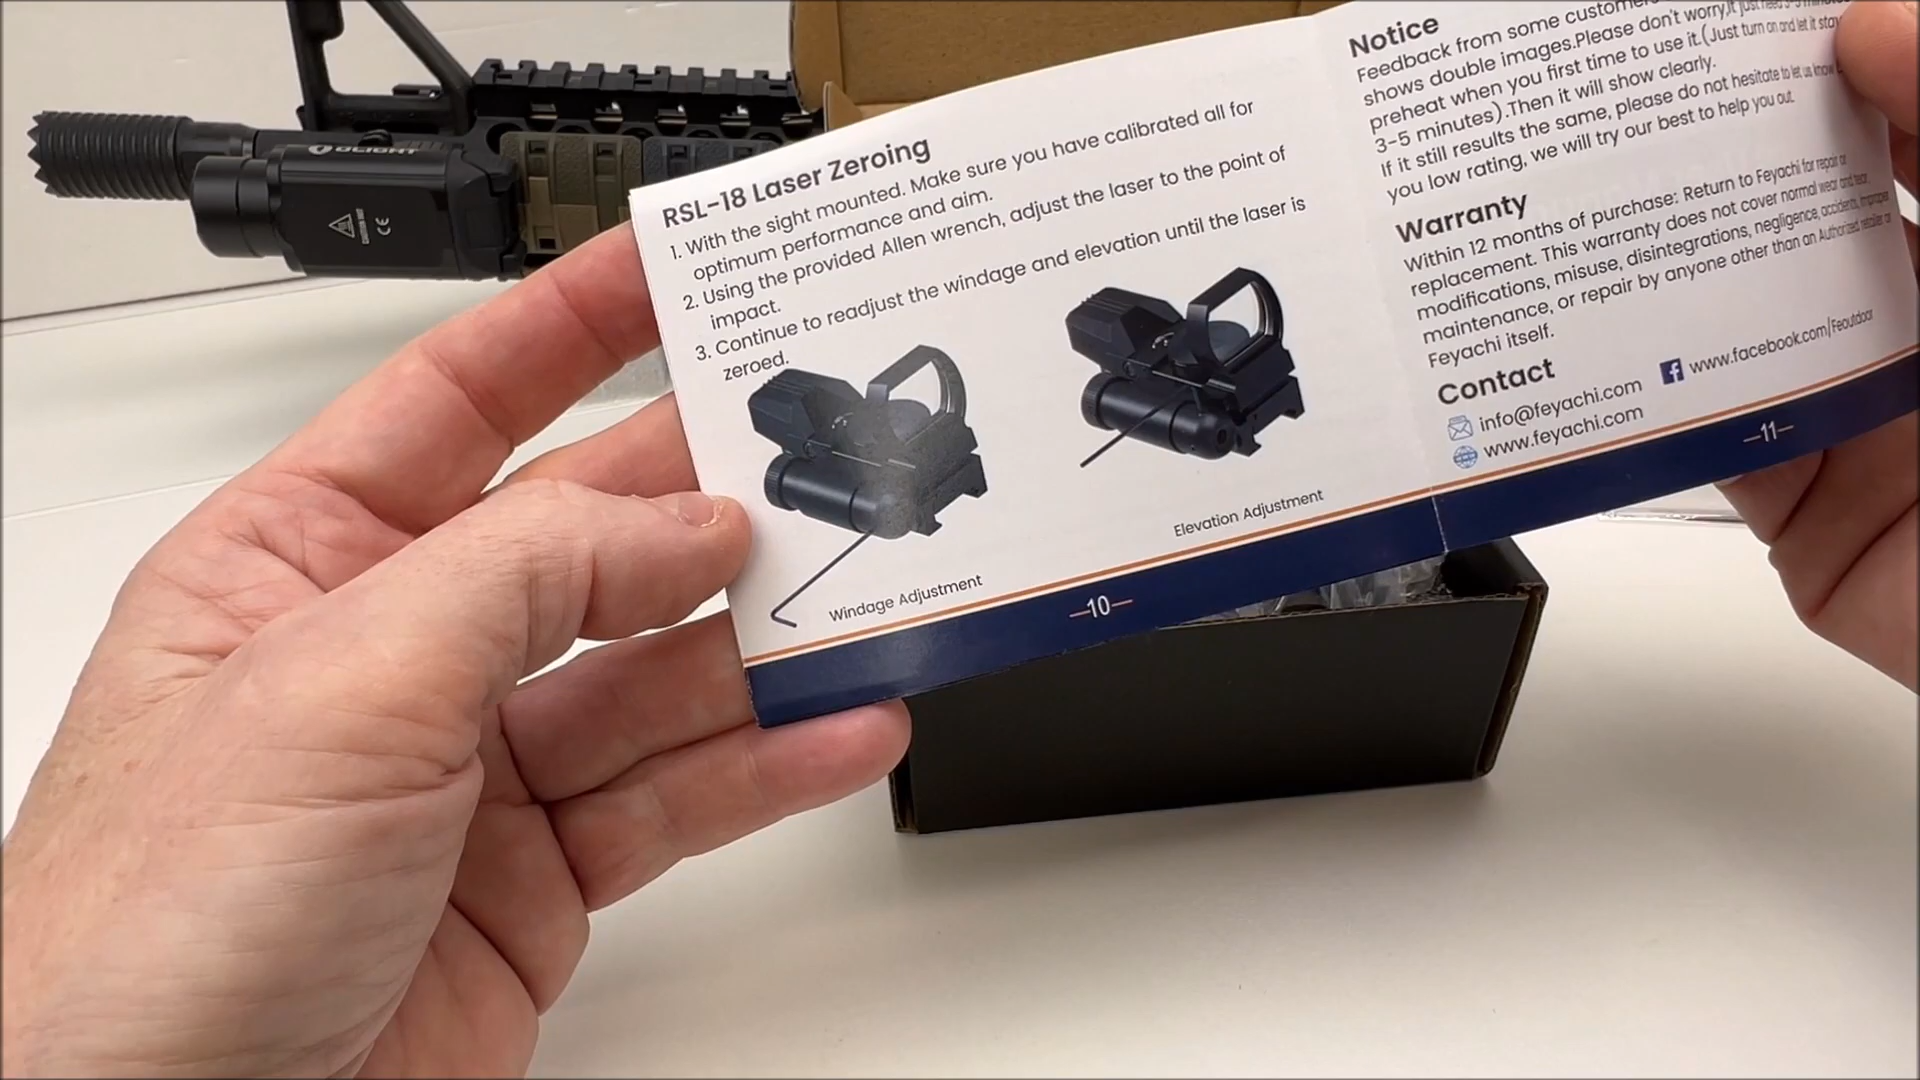 OLIGHT
CE
RSL-18 Laser Zeroing
1. With the sight mounted. Make sure you have calibrated all for
optimum performance and aim.
2. Using the provided Allen wrench, adjust the laser to the point of
impact.
3. Continue to readjust the windage and elevation until the laser is
zeroed.
Windage Adjustment
Elevation Adjustment
—10—
Notice
Feedback from some customers
shows double images.Please don't worry,It just need 3-5 minutes
preheat when you first time to use it.(Just turn on and let it stay
3-5 minutes).Then it will show clearly.
If it still results the same, please do not hesitate to let us know
you low rating, we will try our best to help you out.
Warranty
Within 12 months of purchase: Return to Feyachi for repair or
replacement. This warranty does not cover normal wear and tear,
modifications, misuse, disintegrations, negligence, accidents, improper
maintenance, or repair by anyone other than an Authorized retailer or
Feyachi itself.
Contact
info@feyachi.com
www.facebook.com/Feoutdoor
www.feyachi.com
—11—